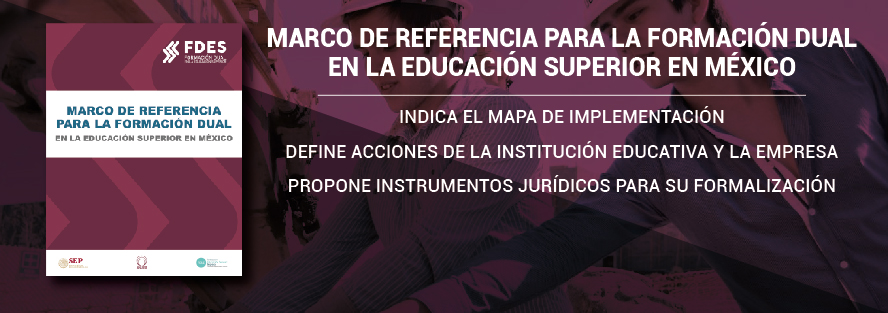 FDES
FORMACIÓN DUAL
MARCO DE REFERENCIA
PARA LA FORMACIÓN DUAL
EN LA EDUCACIÓN SUPERIOR EN MÉXICO
SEP
MARCO DE REFERENCIA PARA LA FORMACIÓN DUAL
EN LA EDUCACIÓN SUPERIOR EN MÉXICO
INDICA EL MAPA DE IMPLEMENTACIÓN
DEFINE ACCIONES DE LA INSTITUCIÓN EDUCATIVA Y LA EMPRESA
PROPONE INSTRUMENTOS JURÍDICOS PARA SU FORMALIZACIÓN